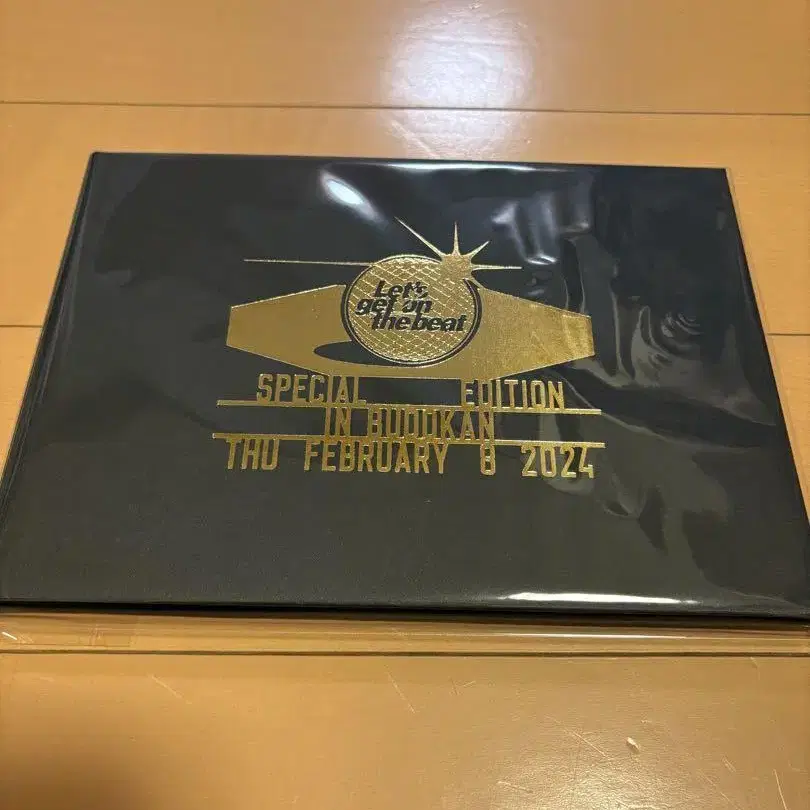 Let's
get on
the beat
SPECIAL EDITION
IN BUDOKAN
THU FEBRUARY 8 2024